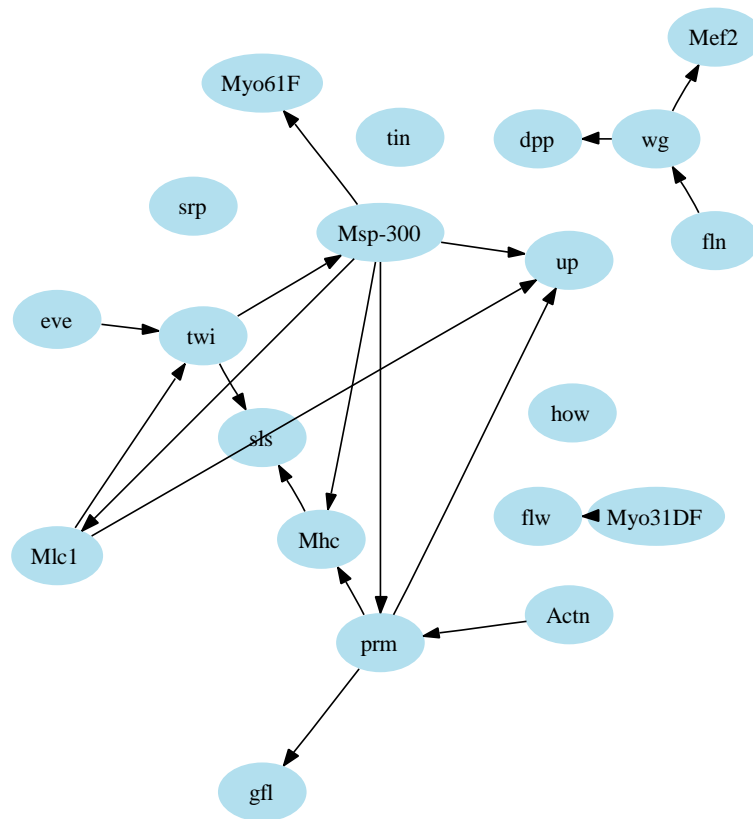 Mef2
Myo61F
tin
dpp
wg
srp
Msp-300
fln
up
eve
twi
how
sls
flw
Myo31DF
Mhc
Mlc1
Actn
prm
gfl